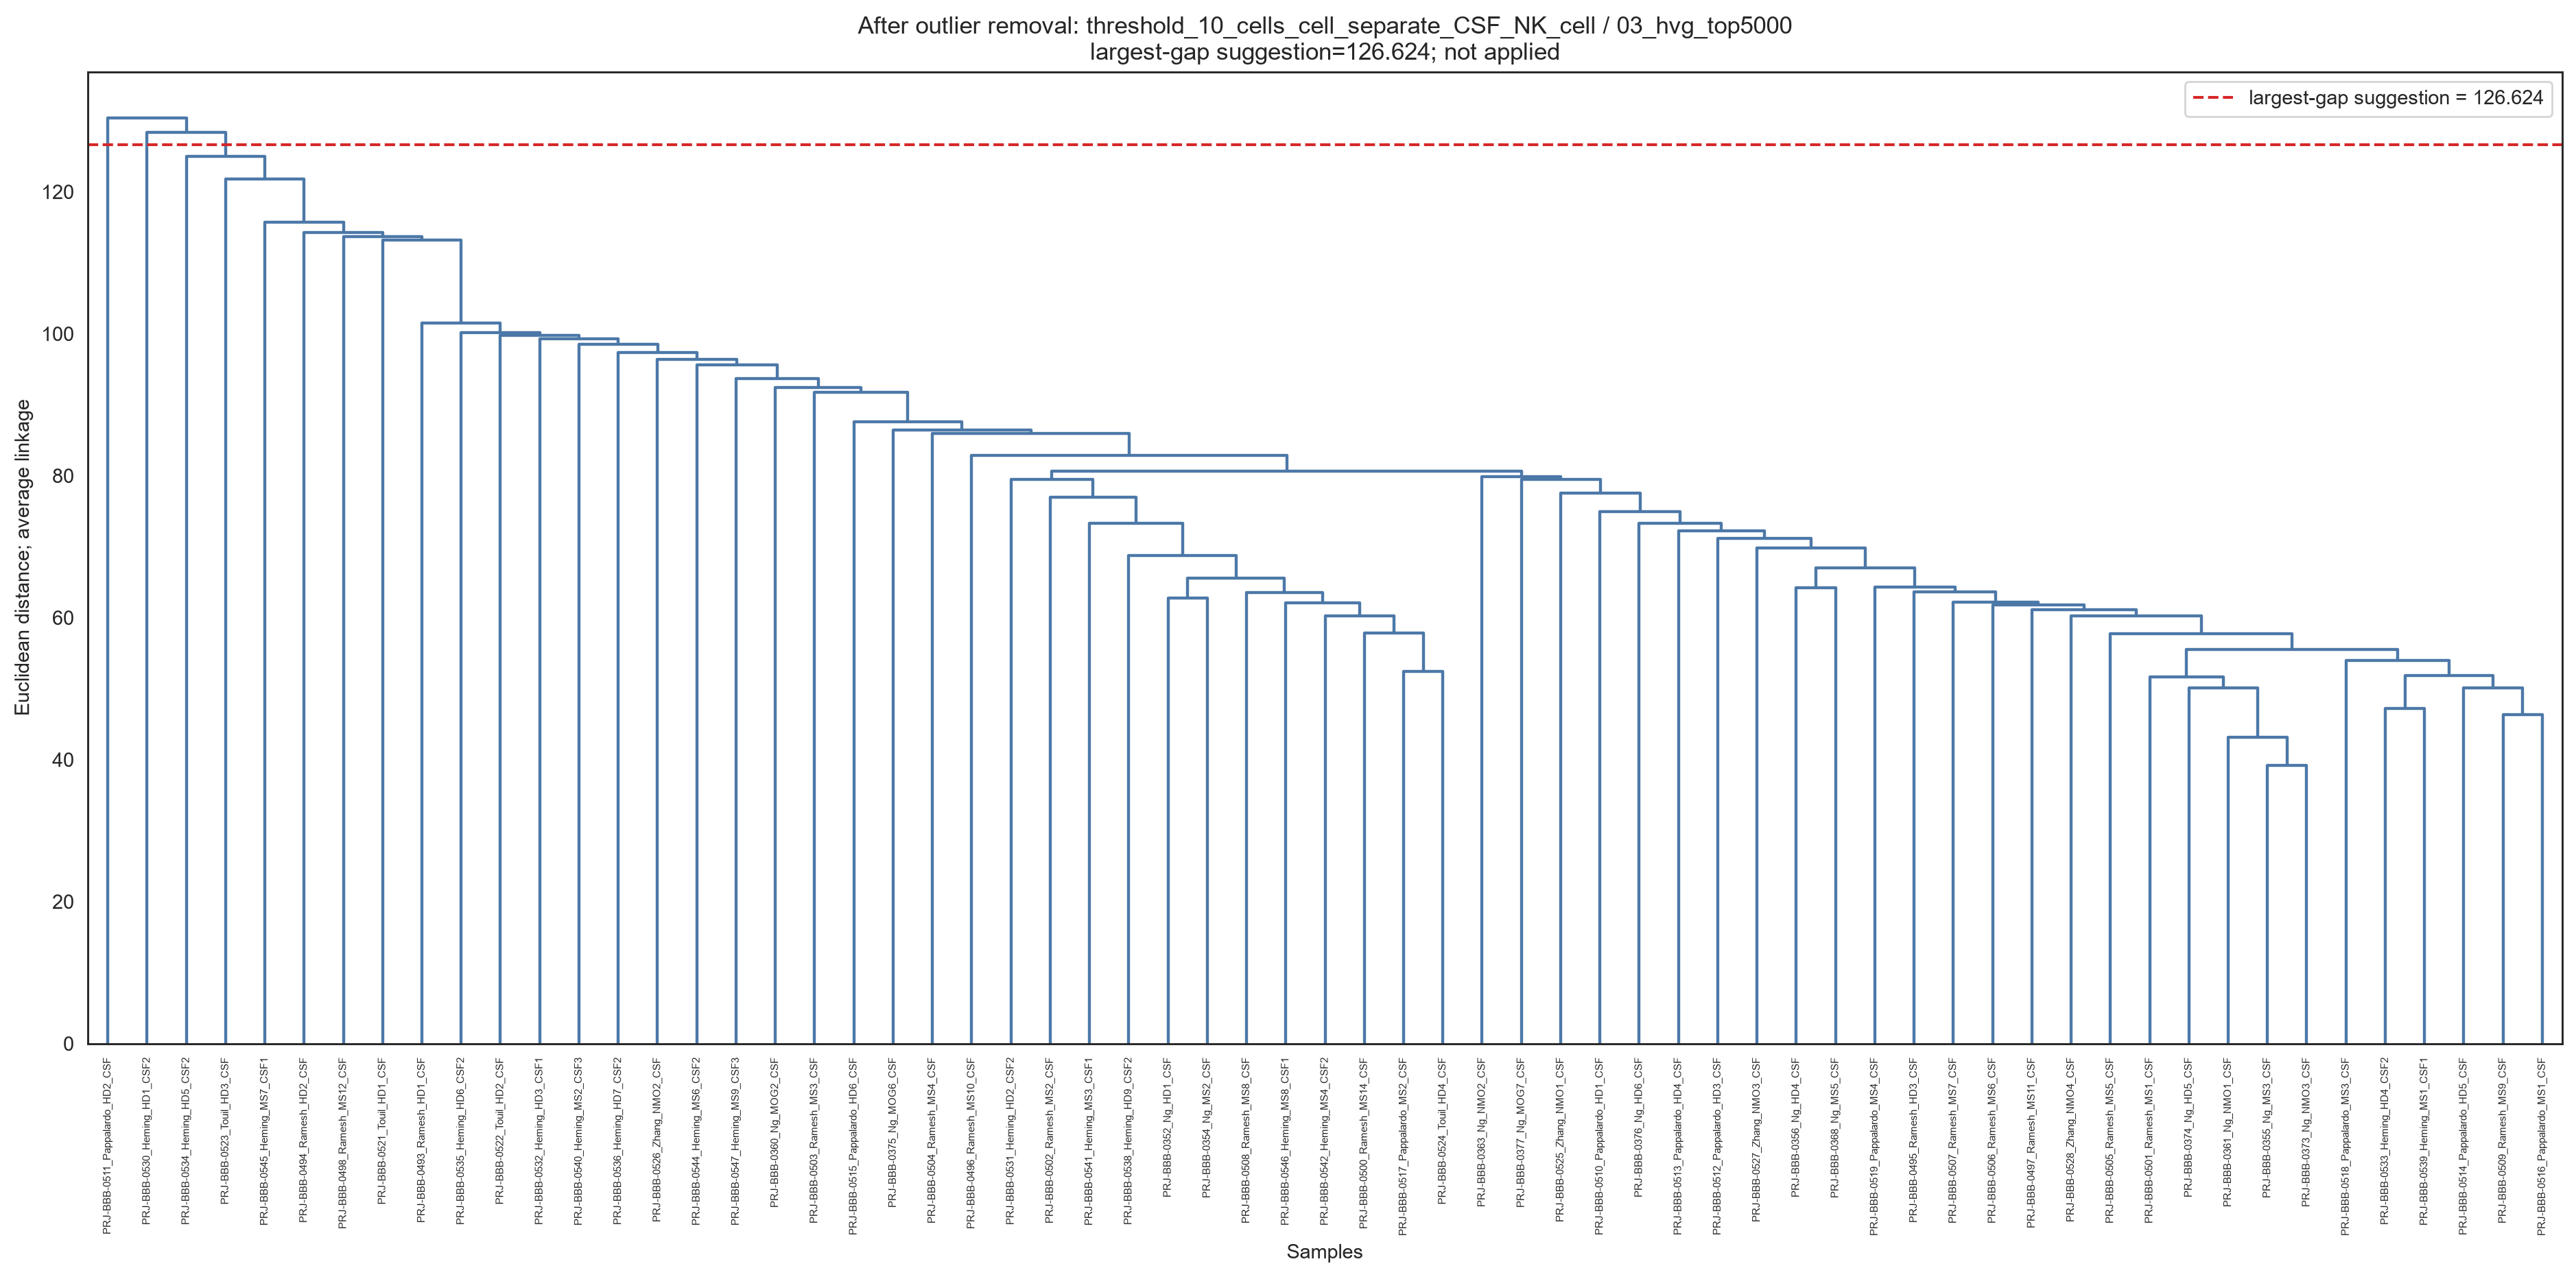 After outlier removal: threshold_10_cells_cell_separate_CSF_NK_cell / 03_hvg_top5000
largest-gap suggestion=126.624; not applied
largest-gap suggestion = 126.624
Euclidean distance; average linkage
120
100
80
60
40
20
0
PRJ-BBB-0511_Pappalardo_HD2_CSF
PRJ-BBB-0530_Heming_HD1_CSF2
PRJ-BBB-0534_Heming_HD5_CSF2
PRJ-BBB-0523_Touil_HD3_CSF
PRJ-BBB-0545_Heming_MS7_CSF1
PRJ-BBB-0494_Ramesh_HD2_CSF
PRJ-BBB-0498_Ramesh_MS12_CSF
PRJ-BBB-0521_Touil_HD1_CSF
PRJ-BBB-0493_Ramesh_HD1_CSF
PRJ-BBB-0535_Heming_HD6_CSF2
PRJ-BBB-0522_Touil_HD2_CSF
PRJ-BBB-0532_Heming_HD3_CSF1
PRJ-BBB-0540_Heming_MS2_CSF3
PRJ-BBB-0536_Heming_HD7_CSF2
PRJ-BBB-0526_Zhang_NMO2_CSF
PRJ-BBB-0544_Heming_MS6_CSF2
PRJ-BBB-0547_Heming_MS9_CSF3
PRJ-BBB-0360_Ng_MOG2_CSF
PRJ-BBB-0503_Ramesh_MS3_CSF
PRJ-BBB-0515_Pappalardo_HD6_CSF
PRJ-BBB-0375_Ng_MOG6_CSF
PRJ-BBB-0504_Ramesh_MS4_CSF
PRJ-BBB-0496_Ramesh_MS10_CSF
PRJ-BBB-0531_Heming_HD2_CSF2
PRJ-BBB-0502_Ramesh_MS2_CSF
PRJ-BBB-0541_Heming_MS3_CSF1
PRJ-BBB-0538_Heming_HD9_CSF2
PRJ-BBB-0352_Ng_HD1_CSF
PRJ-BBB-0354_Ng_MS2_CSF
PRJ-BBB-0508_Ramesh_MS8_CSF
PRJ-BBB-0546_Heming_MS8_CSF1
PRJ-BBB-0542_Heming_MS4_CSF2
PRJ-BBB-0500_Ramesh_MS14_CSF
PRJ-BBB-0517_Pappalardo_MS2_CSF
PRJ-BBB-0524_Touil_HD4_CSF
PRJ-BBB-0363_Ng_NMO2_CSF
PRJ-BBB-0377_Ng_MOG7_CSF
PRJ-BBB-0525_Zhang_NMO1_CSF
PRJ-BBB-0510_Pappalardo_HD1_CSF
PRJ-BBB-0376_Ng_HD6_CSF
PRJ-BBB-0513_Pappalardo_HD4_CSF
PRJ-BBB-0512_Pappalardo_HD3_CSF
PRJ-BBB-0527_Zhang_NMO3_CSF
PRJ-BBB-0356_Ng_HD4_CSF
PRJ-BBB-0368_Ng_MS5_CSF
PRJ-BBB-0519_Pappalardo_MS4_CSF
PRJ-BBB-0495_Ramesh_HD3_CSF
PRJ-BBB-0507_Ramesh_MS7_CSF
PRJ-BBB-0506_Ramesh_MS6_CSF
PRJ-BBB-0497_Ramesh_MS11_CSF
PRJ-BBB-0528_Zhang_NMO4_CSF
PRJ-BBB-0505_Ramesh_MS5_CSF
PRJ-BBB-0501_Ramesh_MS1_CSF
PRJ-BBB-0374_Ng_HD5_CSF
PRJ-BBB-0361_Ng_NMO1_CSF
PRJ-BBB-0355_Ng_MS3_CSF
PRJ-BBB-0373_Ng_NMO3_CSF
PRJ-BBB-0518_Pappalardo_MS3_CSF
PRJ-BBB-0533_Heming_HD4_CSF2
PRJ-BBB-0539_Heming_MS1_CSF1
PRJ-BBB-0514_Pappalardo_HD5_CSF
PRJ-BBB-0509_Ramesh_MS9_CSF
PRJ-BBB-0516_Pappalardo_MS1_CSF
Samples